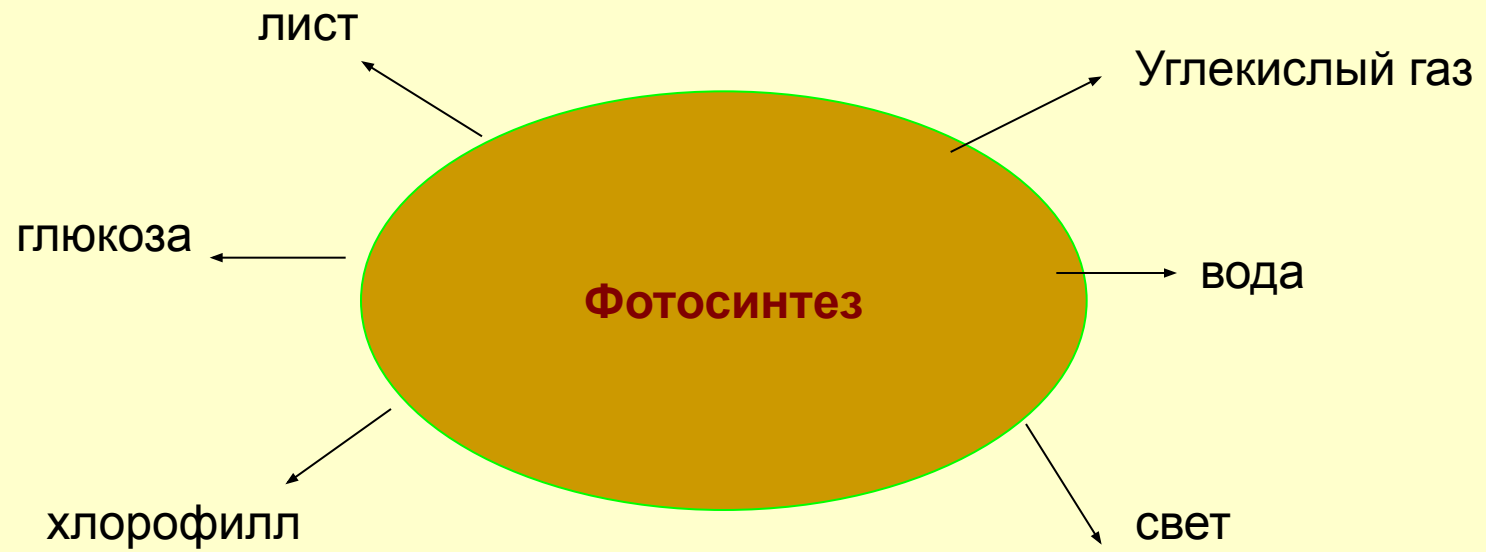 лист
Углекислый газ
глюкоза
вода
Фотосинтез
хлорофилл
свет